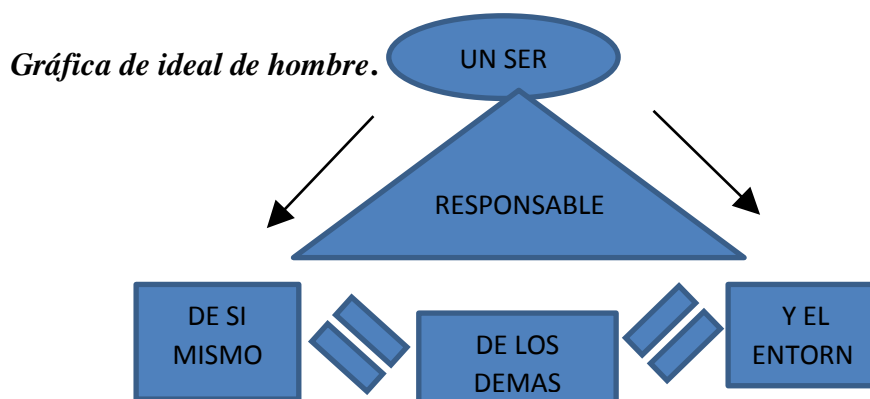 Gráfica de ideal de hombre.
UN SER
RESPONSABLE
DE SI
MISMO
DE LOS
DEMAS
Y EL
ENTORN